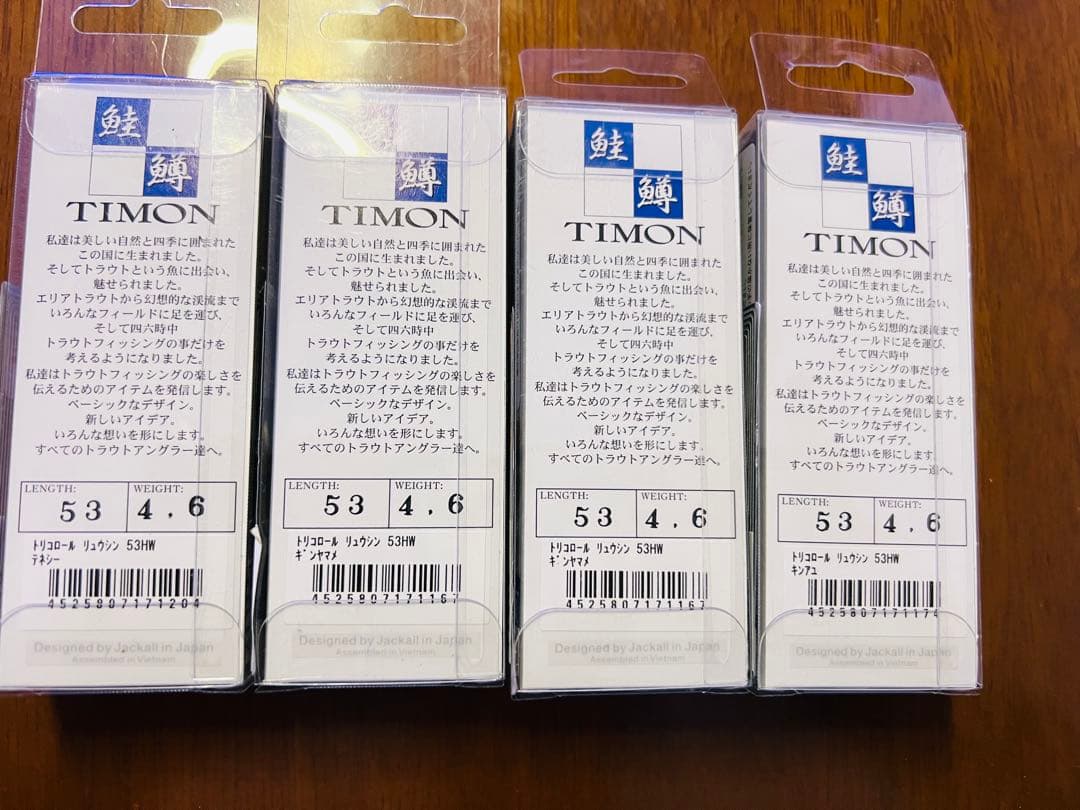 鮭
鱒
TIMON
私達は美しい自然と四季に囲まれた
この国に生まれました。
そしてトラウトという魚に出会い、
魅せられました。
エリアトラウトから幻想的な渓流まで
いろんなフィールドに足を運び、
そして四六時中
トラウトフィッシングの事だけを
考えるようになりました。
私達はトラウトフィッシングの楽しさを
伝えるためのアイテムを発信します。
ベーシックなデザイン。
新しいアイデア。
いろんな想いを形にします。
すべてのトラウトアングラー達へ。
LENGTH: WEIGHT:
53 4.6
トリコロール リュウシン 53HW
テネシー
4525807171204
Designed by Jackall in Japan
Assembled in Vietnam
鱒
TIMON
私達は美しい自然と四季に囲まれた
この国に生まれました。
そしてトラウトという魚に出会い、
魅せられました。
エリアトラウトから幻想的な渓流まで
いろんなフィールドに足を運び、
そして四六時中
トラウトフィッシングの事だけを
考えるようになりました。
私達はトラウトフィッシングの楽しさを
伝えるためのアイテムを発信します。
ベーシックなデザイン。
新しいアイデア。
いろんな想いを形にします。
すべてのトラウトアングラー達へ。
LENGTH: WEIGHT:
53 4.6
トリコロール リュウシン 53HW
ギンヤマメ
4525807171167
Designed by Jackall in Japan
Assembled in Vietnam
鮭
鱒
TIMON
私達は美しい自然と四季に囲まれた
この国に生まれました。
そしてトラウトという魚に出会い、
魅せられました。
エリアトラウトから幻想的な渓流まで
いろんなフィールドに足を運び、
そして四六時中
トラウトフィッシングの事だけを
考えるようになりました。
私達はトラウトフィッシングの楽しさを
伝えるためのアイテムを発信します。
ベーシックなデザイン。
新しいアイデア。
いろんな想いを形にします。
すべてのトラウトアングラー達へ。
LENGTH: WEIGHT:
53 4.6
トリコロール リュウシン 53HW
ギンヤマメ
4525807171167
Designed by Jackall in Japan
Assembled in Vietnam
鮭
鱒
TIMON
私達は美しい自然と四季に囲まれた
この国に生まれました。
そしてトラウトという魚に出会い、
魅せられました。
エリアトラウトから幻想的な渓流まで
いろんなフィールドに足を運び、
そして四六時中
トラウトフィッシングの事だけを
考えるようになりました。
私達はトラウトフィッシングの楽しさを
伝えるためのアイテムを発信します。
ベーシックなデザイン。
新しいアイデア。
いろんな想いを形にします。
すべてのトラウトアングラー達へ。
LENGTH: WEIGHT:
53 4.6
トリコロール リュウシン 53HW
キンアユ
4525807171174
Designed by Jackall in Japan
Assembled in Vietnam